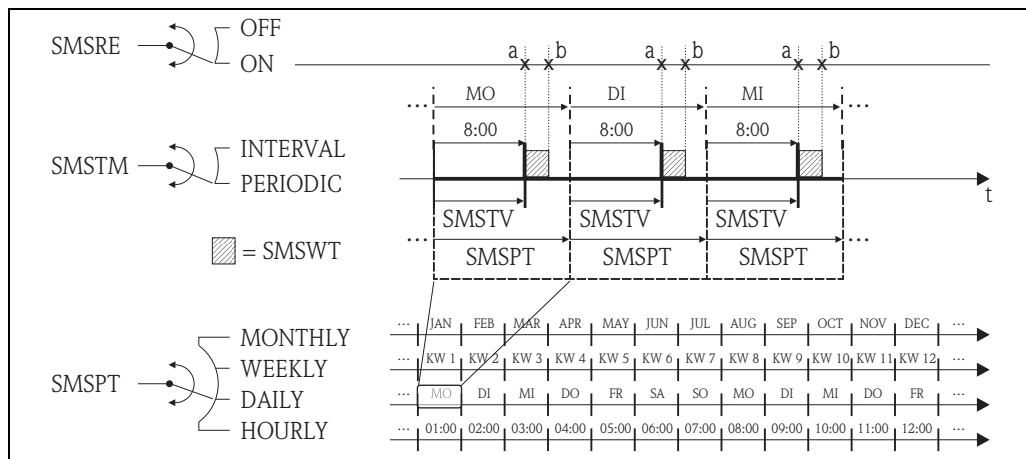 SMSRE
OFF
ON
a b a b a b
... MO DI MI ...
8:00 8:00 8:00
SMSTM
INTERVAL
PERIODIC
t
SMSTV SMSTV SMSTV
... SMSPT SMSPT SMSPT ...
= SMSWT
SMSPT
MONTHLY
WEEKLY
DAILY
HOURLY
... JAN FEB MAR APR MAY JUN JUL AUG SEP OCT NOV DEC ...
... KW 1 KW 2 KW 3 KW 4 KW 5 KW 6 KW 7 KW 8 KW 9 KW 10 KW 11 KW 12 ...
... MO DI MI DO FR SA SO MO DI MI DO FR ...
... 01:00 02:00 03:00 04:00 05:00 06:00 07:00 08:00 09:00 10:00 11:00 12:00 ...